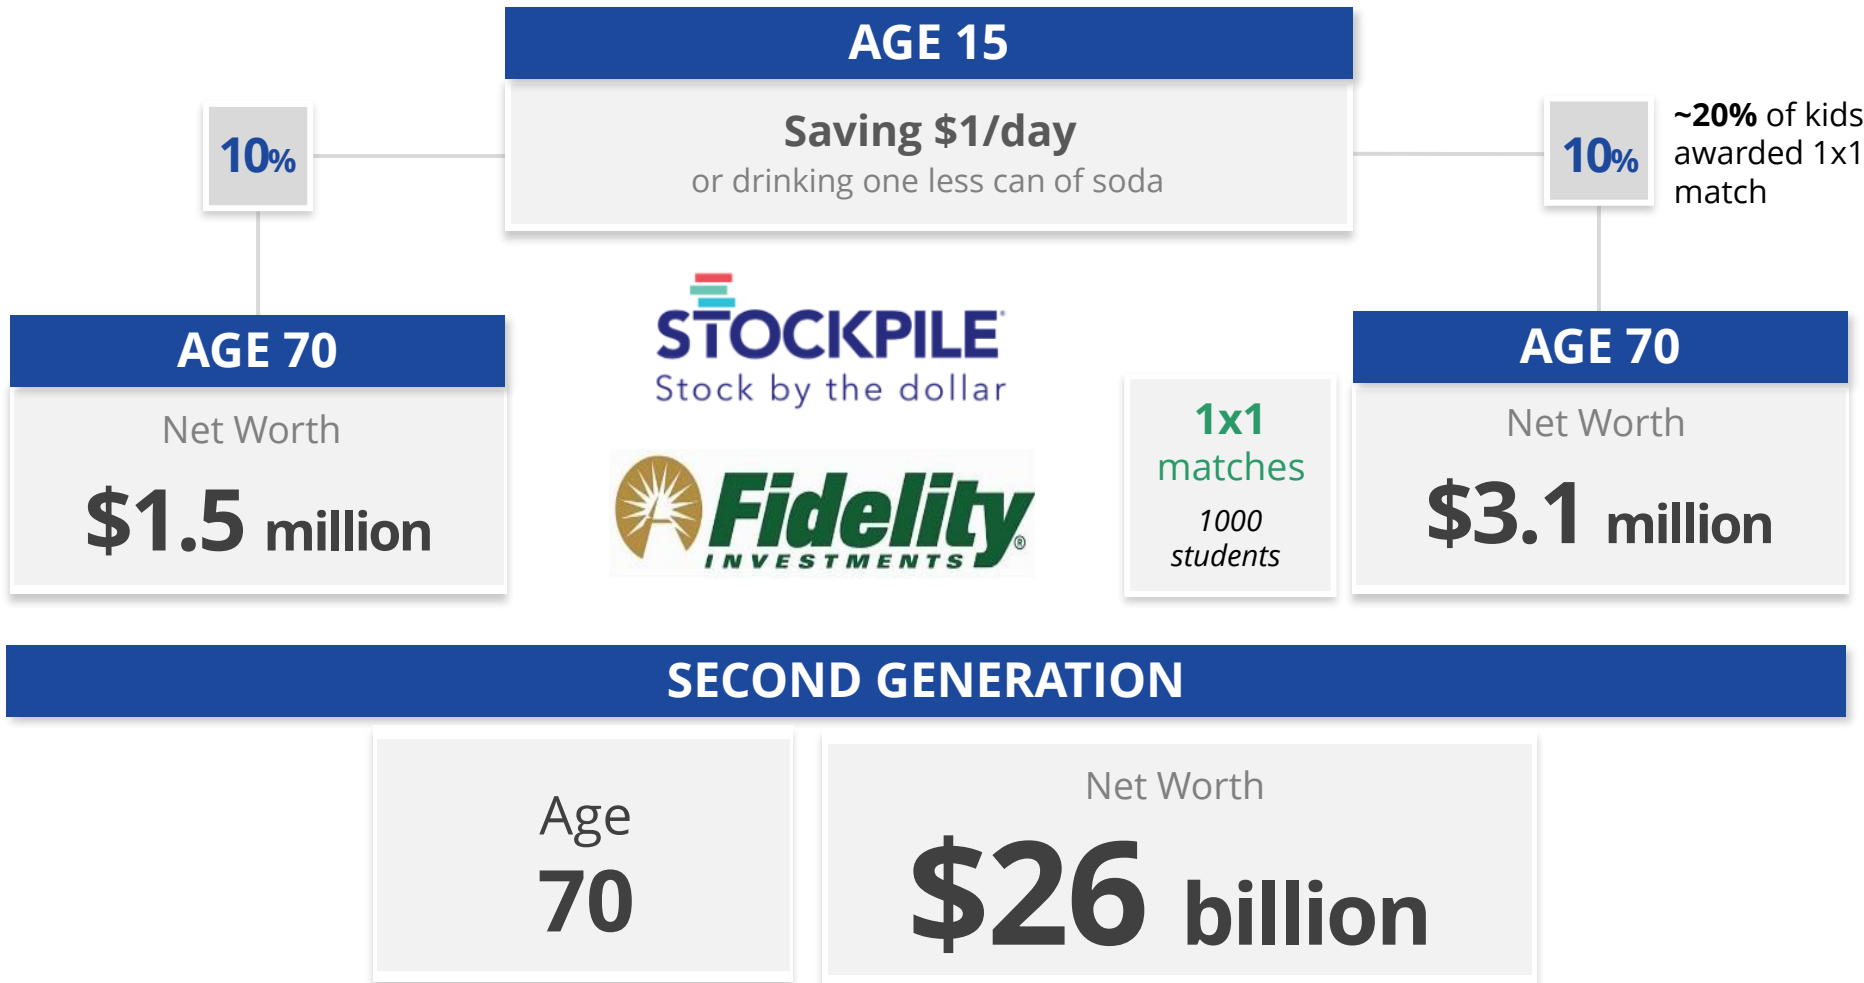 AGE 15
Saving $1/day
or drinking one less can of soda
10%
10%
~20% of kids
awarded 1x1
match
AGE 70
Net Worth
$1.5 million
STOCKPILE
Stock by the dollar
Fidelity®
INVESTMENTS
1x1
matches
1000
students
AGE 70
Net Worth
$3.1 million
SECOND GENERATION
Age
70
Net Worth
$26 billion